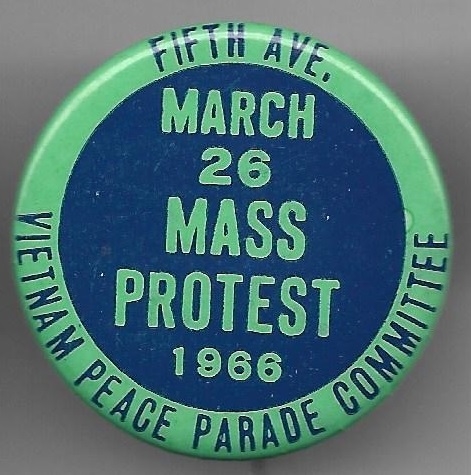 FIFTH AVE.
MARCH
26
MASS
PROTEST
1966
VIETNAM PEACE PARADE COMMITTEE